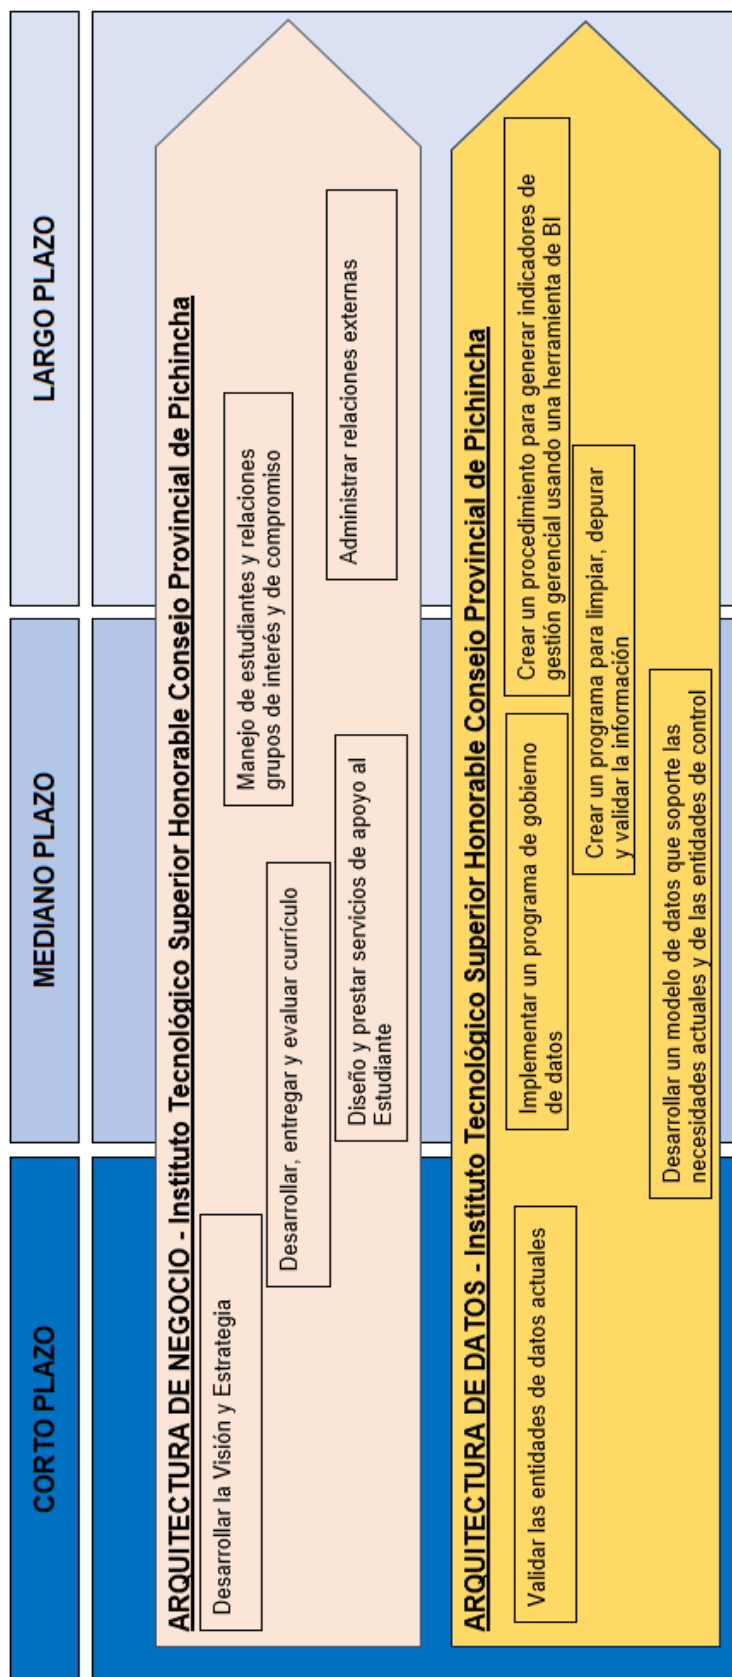 CORTO PLAZO
MEDIANO PLAZO
LARGO PLAZO
ARQUITECTURA DE NEGOCIO - Instituto Tecnológico Superior Honorable Consejo Provincial de Pichincha
Desarrollar la Visión y Estrategia
Manejo de estudiantes y relaciones
grupos de interés y de compromiso
Desarrollar, entregar y evaluar currículo
Diseño y prestar servicios de apoyo al
Estudiante
Administrar relaciones externas
ARQUITECTURA DE DATOS - Instituto Tecnológico Superior Honorable Consejo Provincial de Pichincha
Validar las entidades de datos actuales
Implementar un programa de gobierno
de datos
Crear un procedimiento para generar indicadores de
gestión gerencial usando una herramienta de BI
Crear un programa para limpiar, depurar
y validar la información
Desarrollar un modelo de datos que soporte las
necesidades actuales y de las entidades de control